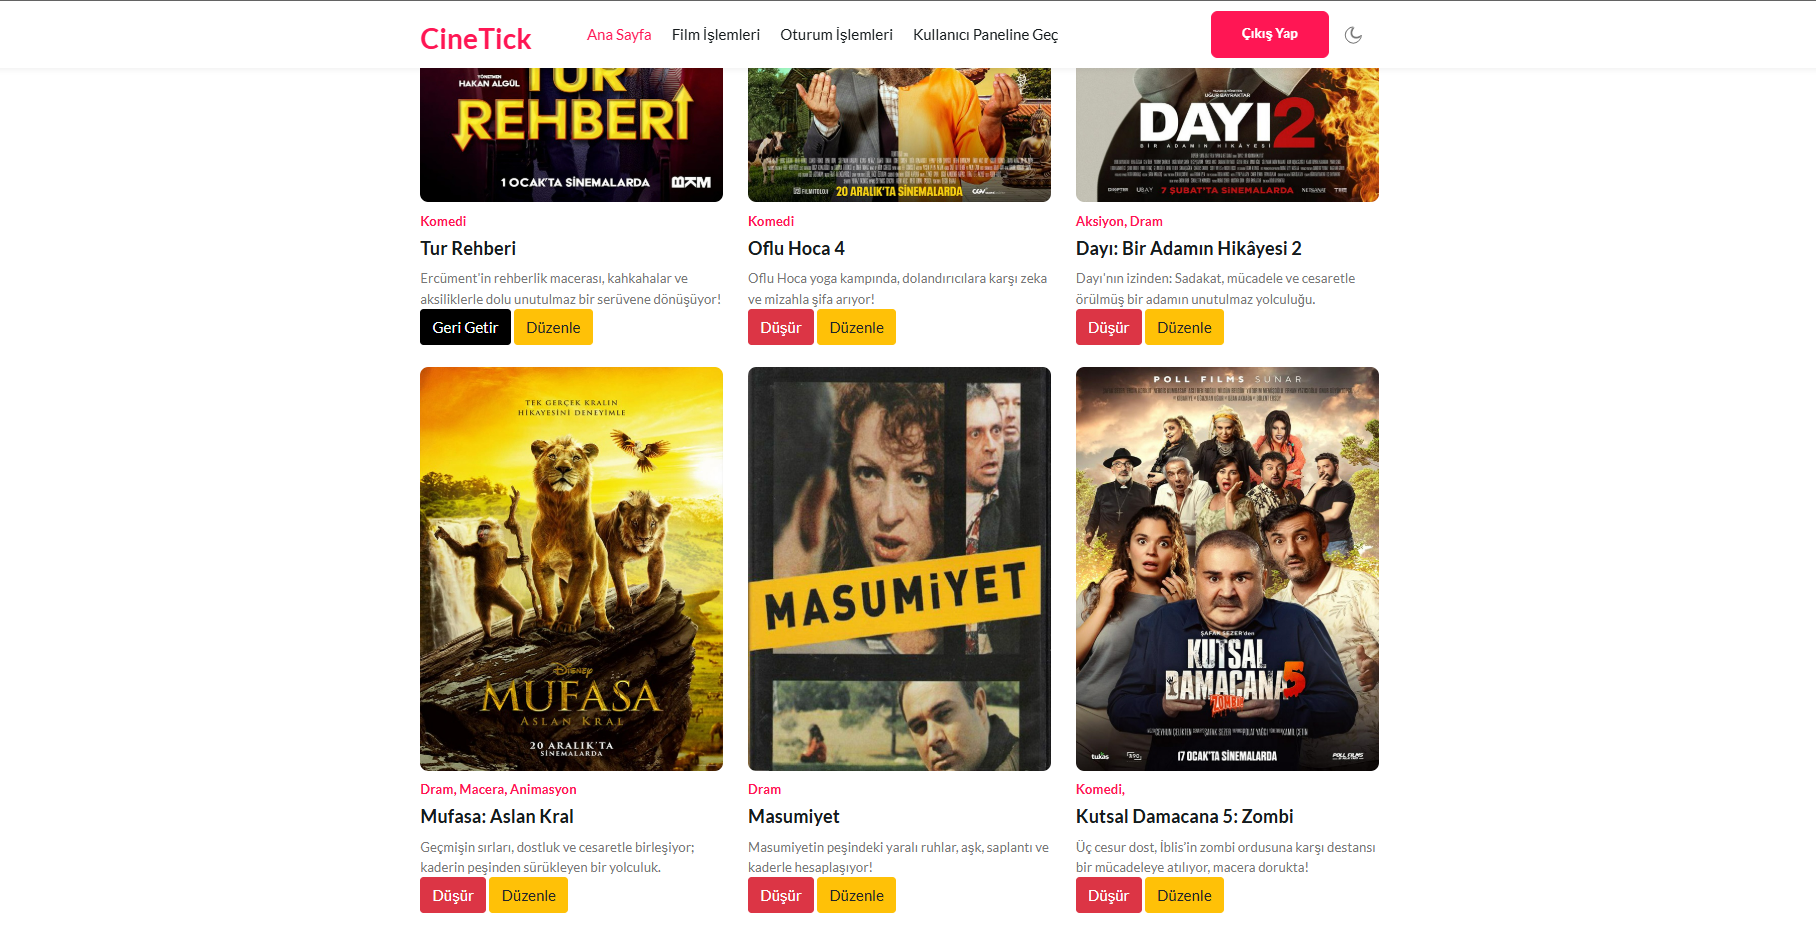 CineTick
Ana Sayfa
Film İşlemleri
Oturum İşlemleri
Kullanıcı Paneline Geç
Çıkış Yap
YÖNETMEN
HAKAN ALGÜL
TUR
REHBERİ
1 OCAK'TA SİNEMALARDA
BKM
20 ARALIK'TA SİNEMALARDA
CGV
UĞUR BAYRAKTAR
DAYI 2
BİR ADAMIN HİKÂYESİ
7 ŞUBAT'TA SİNEMALARDA
Komedi
Tur Rehberi
Ercüment'in rehberlik macerası, kahkahalar ve
aksiliklerle dolu unutulmaz bir serüvene dönüşüyor!
Geri Getir
Düzenle
Komedi
Oflu Hoca 4
Oflu Hoca yoga kampında, dolandırıcılara karşı zeka
ve mizahla şifa arıyor!
Düşür
Düzenle
Aksiyon, Dram
Dayı: Bir Adamın Hikâyesi 2
Dayı'nın izinden: Sadakat, mücadele ve cesaretle
örülmüş bir adamın unutulmaz yolculuğu.
Düşür
Düzenle
TEK GERÇEK KRALIN
HİKAYESİNİ DENEYİMLE
DISNEY
MUFASA
ASLAN KRAL
20 ARALIK'TA
SİNEMALARDA
MASUMiYET
POLL FILMS SUNAR
ŞAFAK SEZER'den
KUTSAL
DAMACANA 5
ZOMBİ
tukaş
17 OCAK'TA SİNEMALARDA
POLL FILMS
Dram, Macera, Animasyon
Mufasa: Aslan Kral
Geçmişin sırları, dostluk ve cesaretle birleşiyor;
kaderin peşinden sürükleyen bir yolculuk.
Düşür
Düzenle
Dram
Masumiyet
Masumiyetin peşindeki yaralı ruhlar, aşk, saplantı ve
kaderle hesaplaşıyor!
Düşür
Düzenle
Komedi,
Kutsal Damacana 5: Zombi
Üç cesur dost, İblis'in zombi ordusuna karşı destansı
bir mücadeleye atılıyor, macera dorukta!
Düşür
Düzenle